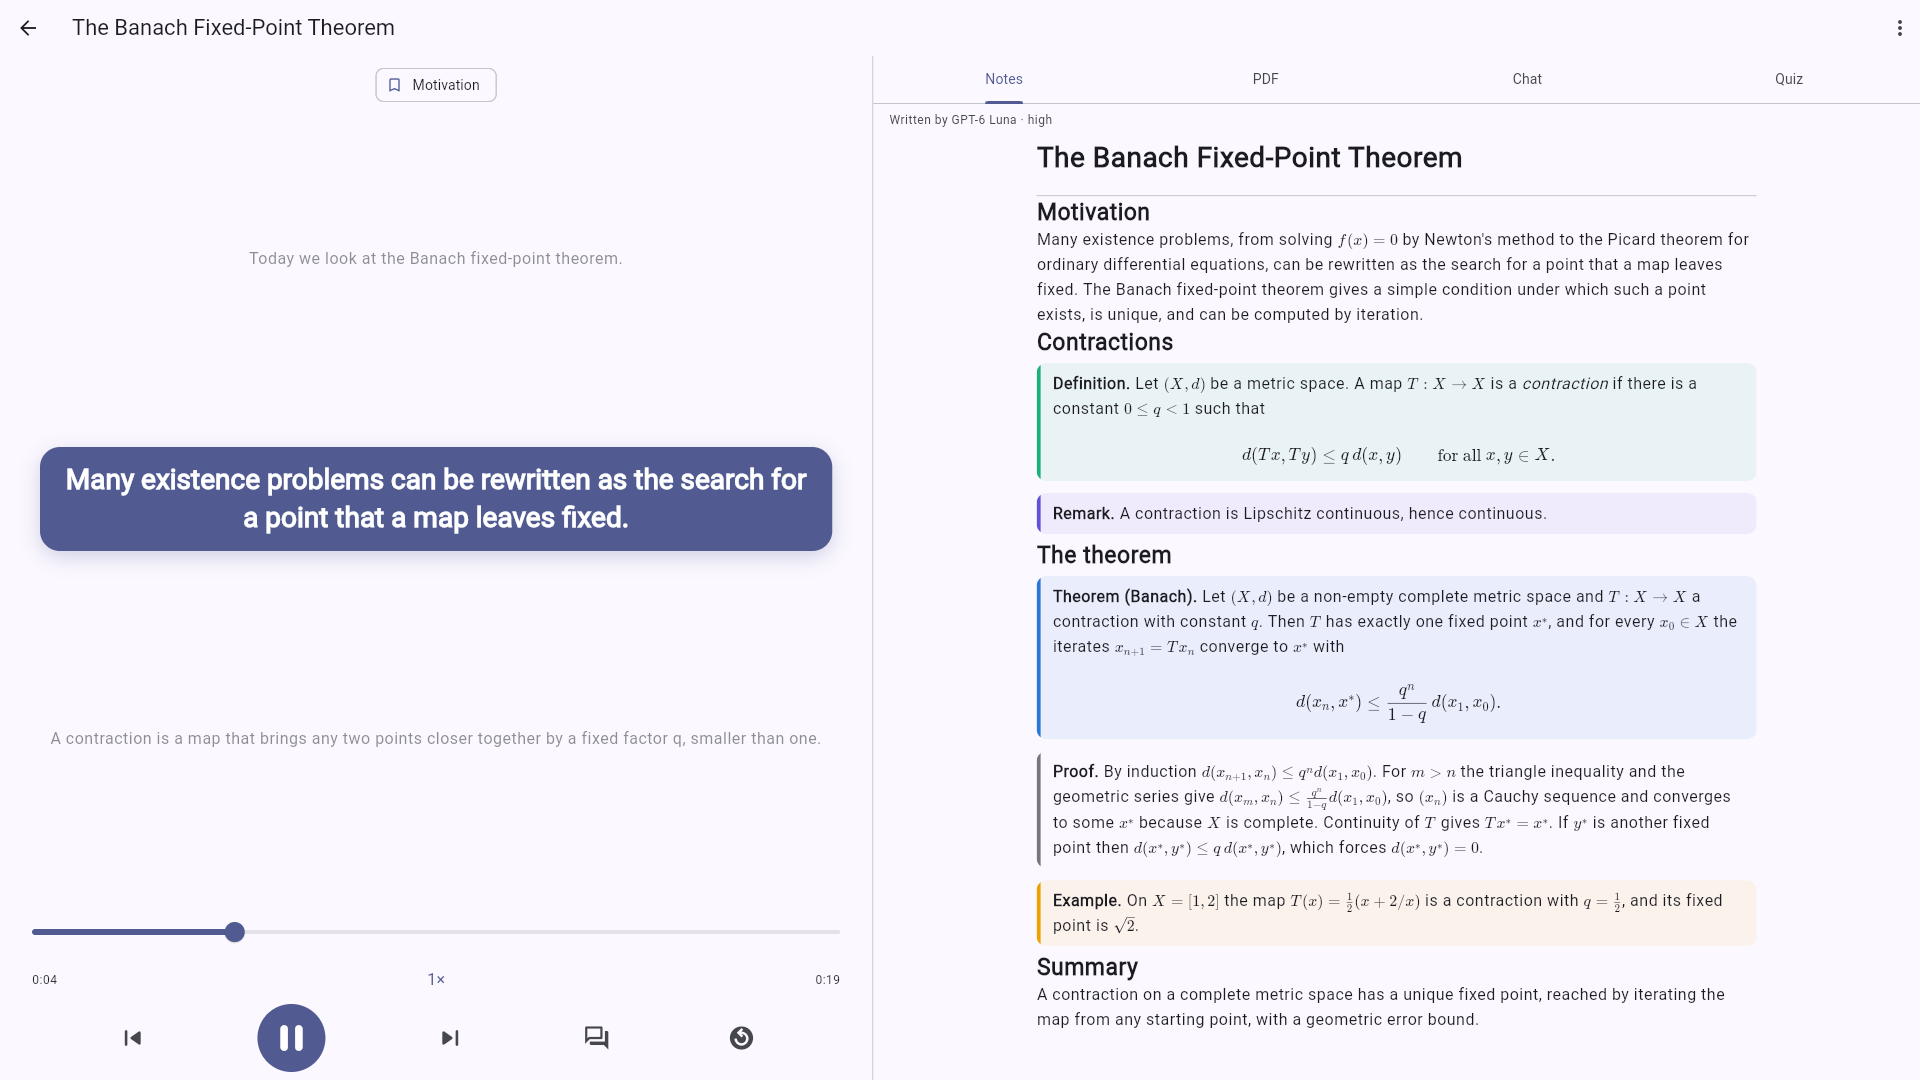 The Banach Fixed-Point Theorem
Motivation
Today we look at the Banach fixed-point theorem.
Many existence problems can be rewritten as the search for
a point that a map leaves fixed.
A contraction is a map that brings any two points closer together by a fixed factor q, smaller than one.
0:04
1×
0:19
Notes
PDF
Chat
Quiz
Written by GPT-6 Luna · high
The Banach Fixed-Point Theorem
Motivation
Many existence problems, from solving f(x) = 0 by Newton's method to the Picard theorem for
ordinary differential equations, can be rewritten as the search for a point that a map leaves
fixed. The Banach fixed-point theorem gives a simple condition under which such a point
exists, is unique, and can be computed by iteration.
Contractions
Definition. Let (X, d) be a metric space. A map T : X → X is a contraction if there is a
constant 0 ≤ q < 1 such that
d(Tx, Ty) ≤ q d(x, y) for all x, y ∈ X.
Remark. A contraction is Lipschitz continuous, hence continuous.
The theorem
Theorem (Banach). Let (X, d) be a non-empty complete metric space and T : X → X a
contraction with constant q. Then T has exactly one fixed point x*, and for every x₀ ∈ X the
iterates xₙ₊₁ = Txₙ converge to x* with
d(xₙ, x*) ≤ qⁿ/(1 − q) d(x₁, x₀).
Proof. By induction d(xₙ₊₁, xₙ) ≤ qⁿd(x₁, x₀). For m > n the triangle inequality and the
geometric series give d(xₘ, xₙ) ≤ qⁿ/(1−q) d(x₁, x₀), so (xₙ) is a Cauchy sequence and converges
to some x* because X is complete. Continuity of T gives Tx* = x*. If y* is another fixed
point then d(x*, y*) ≤ q d(x*, y*), which forces d(x*, y*) = 0.
Example. On X = [1, 2] the map T(x) = 1/2(x + 2/x) is a contraction with q = 1/2, and its fixed
point is √2.
Summary
A contraction on a complete metric space has a unique fixed point, reached by iterating the
map from any starting point, with a geometric error bound.